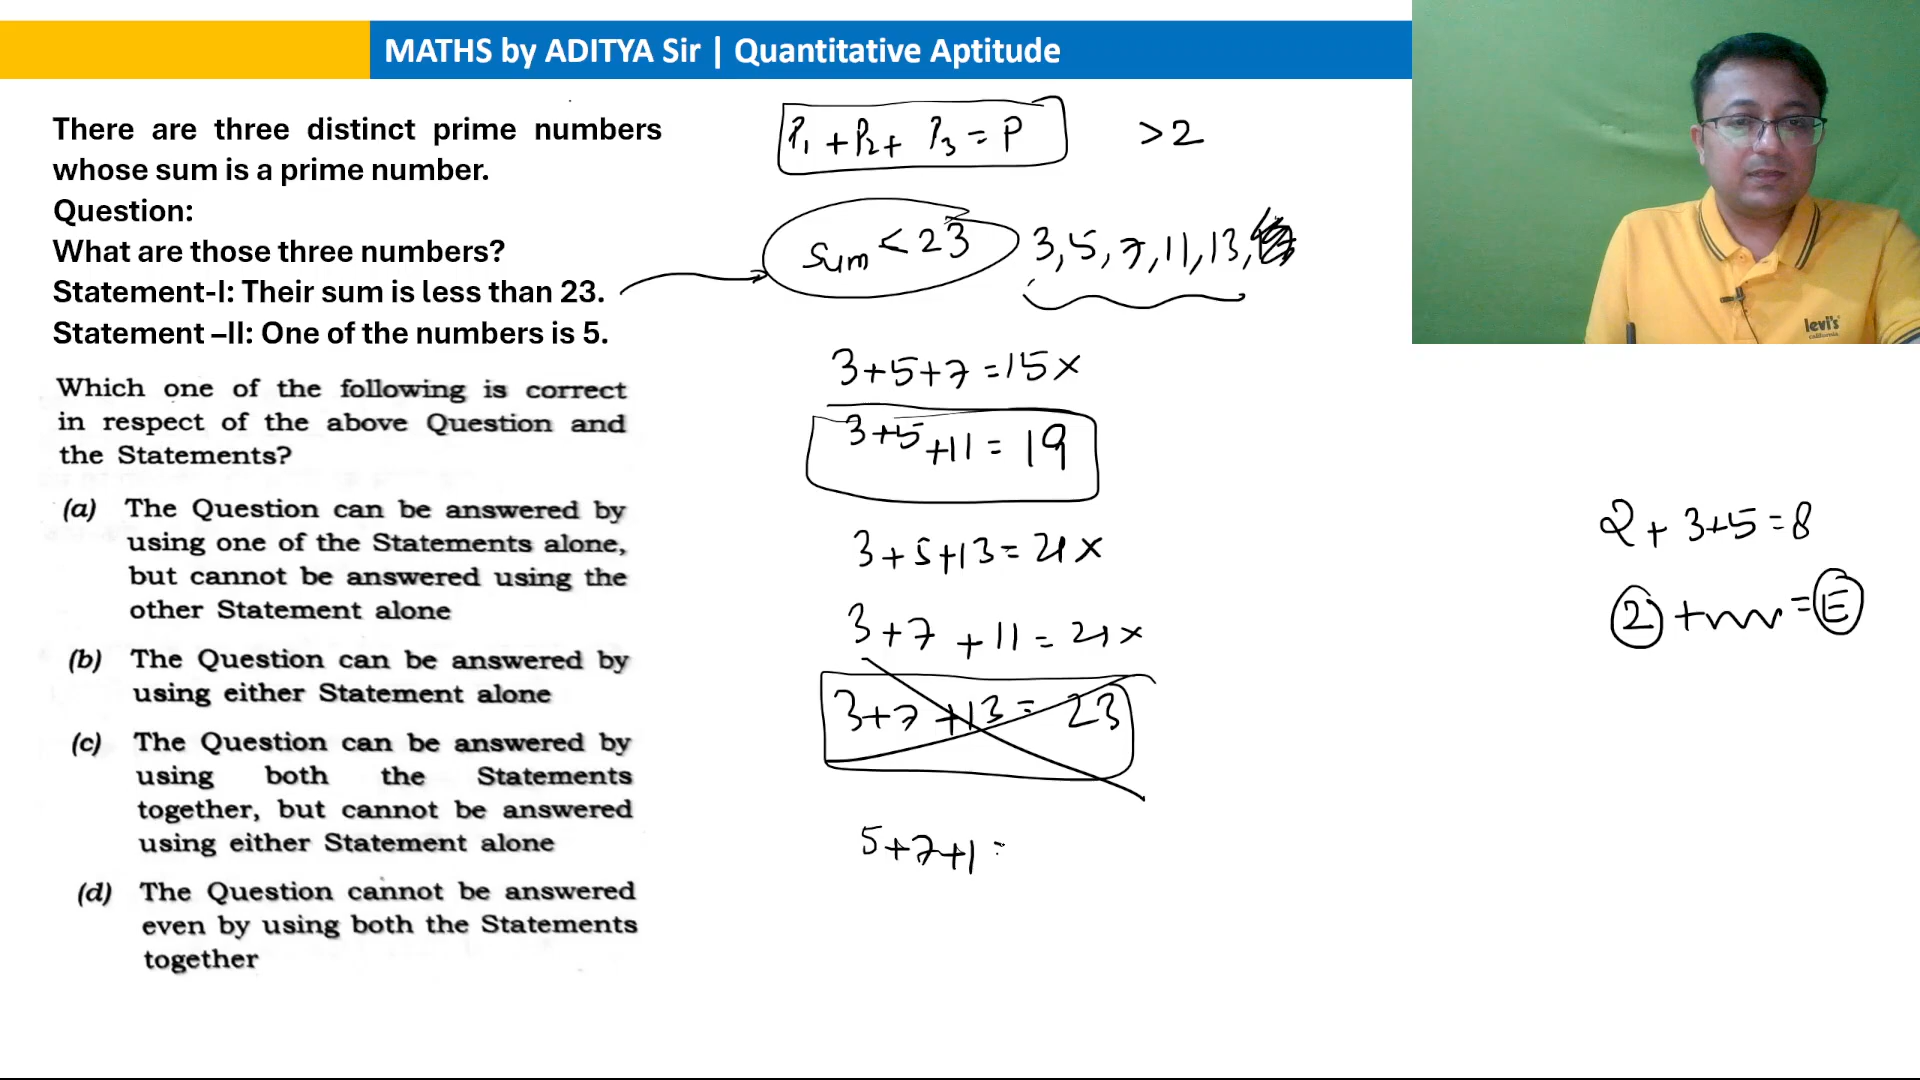 MATHS by ADITYA Sir | Quantitative Aptitude
There are three distinct prime numbers
whose sum is a prime number.
Question:
What are those three numbers?
Statement-I: Their sum is less than 23.
Statement –II: One of the numbers is 5.
Which one of the following is correct
in respect of the above Question and
the Statements?
(a) The Question can be answered by
using one of the Statements alone,
but cannot be answered using the
other Statement alone
(b) The Question can be answered by
using either Statement alone
(c) The Question can be answered by
using both the Statements
together, but cannot be answered
using either Statement alone
(d) The Question cannot be answered
even by using both the Statements
together
P₁ + P₂ + P₃ = P
>2
Sum < 23
3, 5, 7, 11, 13,
3+5+7 = 15 x
3+5+11 = 19
3+5+13 = 21 x
3+7+11 = 21 x
3+7+13 = 23
5+7+1 =
2+3+5 = 8
2 + = E
Levi's
california